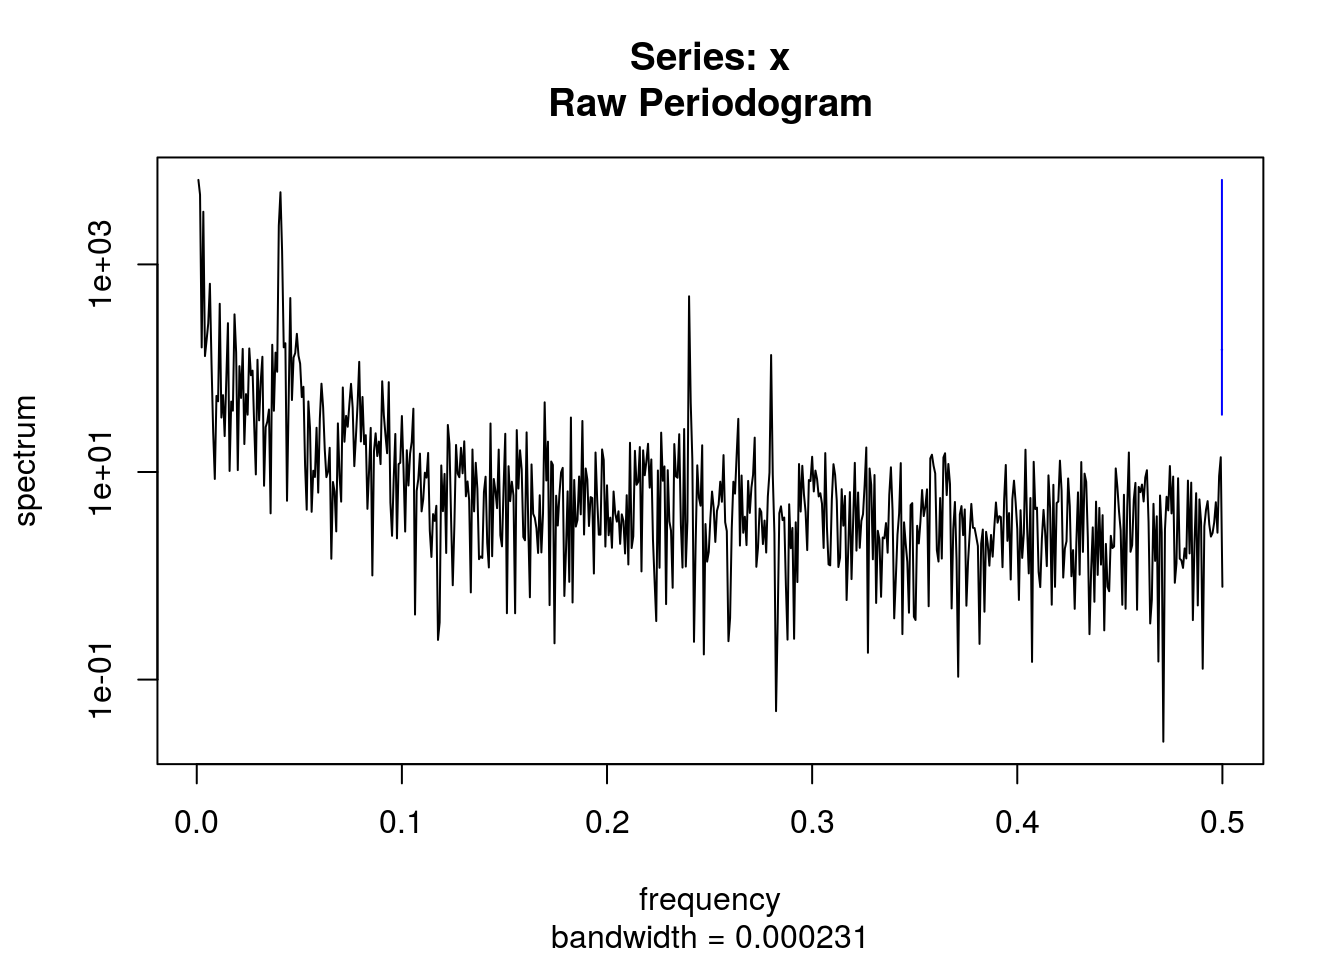 Series: x
Raw Periodogram
spectrum
1e+03
1e+01
1e-01
0.0 0.1 0.2 0.3 0.4 0.5
frequency
bandwidth = 0.000231